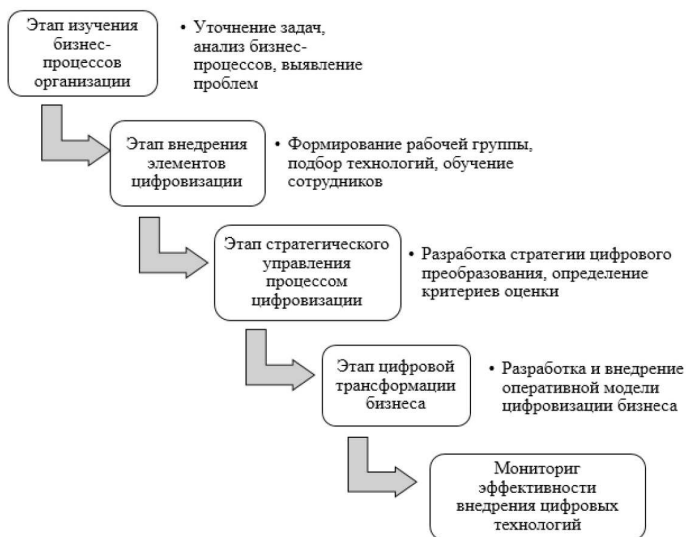 Этап изучения
бизнес-
процессов
организации
• Уточнение задач,
анализ бизнес-
процессов, выявление
проблем
Этап внедрения
элементов
цифровизации
• Формирование рабочей группы,
подбор технологий, обучение
сотрудников
Этап стратегического
управления
процессом
цифровизации
• Разработка стратегии цифрового
преобразования, определение
критериев оценки
Этап цифровой
трансформации
бизнеса
• Разработка и внедрение
оперативной модели
цифровизации бизнеса
Мониториг
эффективности
внедрения цифровых
технологий